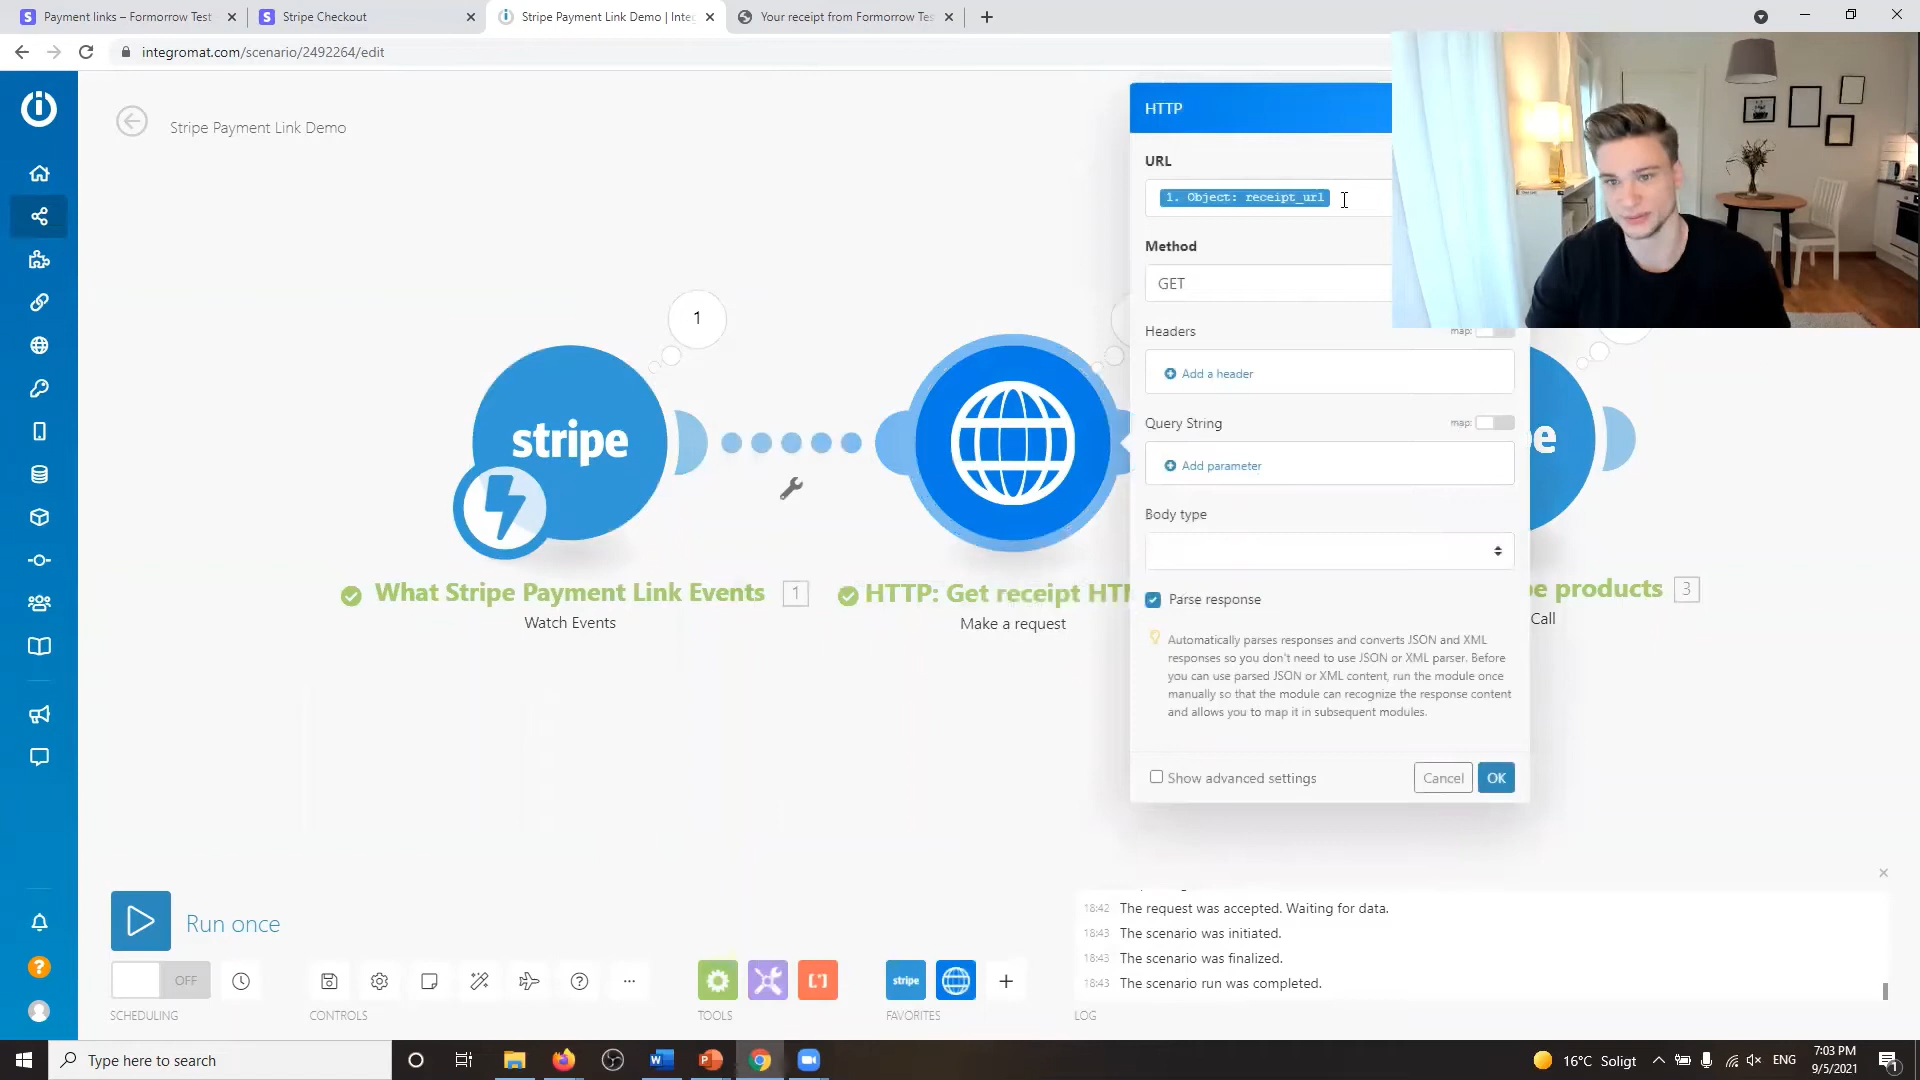 Payment links – Formorrow Test
Stripe Checkout
Stripe Payment Link Demo | Inte
Your receipt from Formorrow Tes
integromat.com/scenario/2492264/edit
Stripe Payment Link Demo
HTTP
URL
1. Object: receipt_url
Method
GET
Headers
map:
Add a header
Query String
map:
Add parameter
Body type
Parse response
Automatically parses responses and converts JSON and XML
responses so you don't need to use JSON or XML parser. Before
you can use parsed JSON or XML content, run the module once
manually so that the module can recognize the response content
and allows you to map it in subsequent modules.
Show advanced settings
Cancel
OK
1
stripe
pe
What Stripe Payment Link Events
1
Watch Events
HTTP: Get receipt HTM
Make a request
pe products
3
Call
Run once
OFF
SCHEDULING
CONTROLS
TOOLS
stripe
FAVORITES
18:42 The request was accepted. Waiting for data.
18:43 The scenario was initiated.
18:43 The scenario was finalized.
18:43 The scenario run was completed.
LOG
Type here to search
16°C Soligt
ENG
7:03 PM
9/5/2021
1